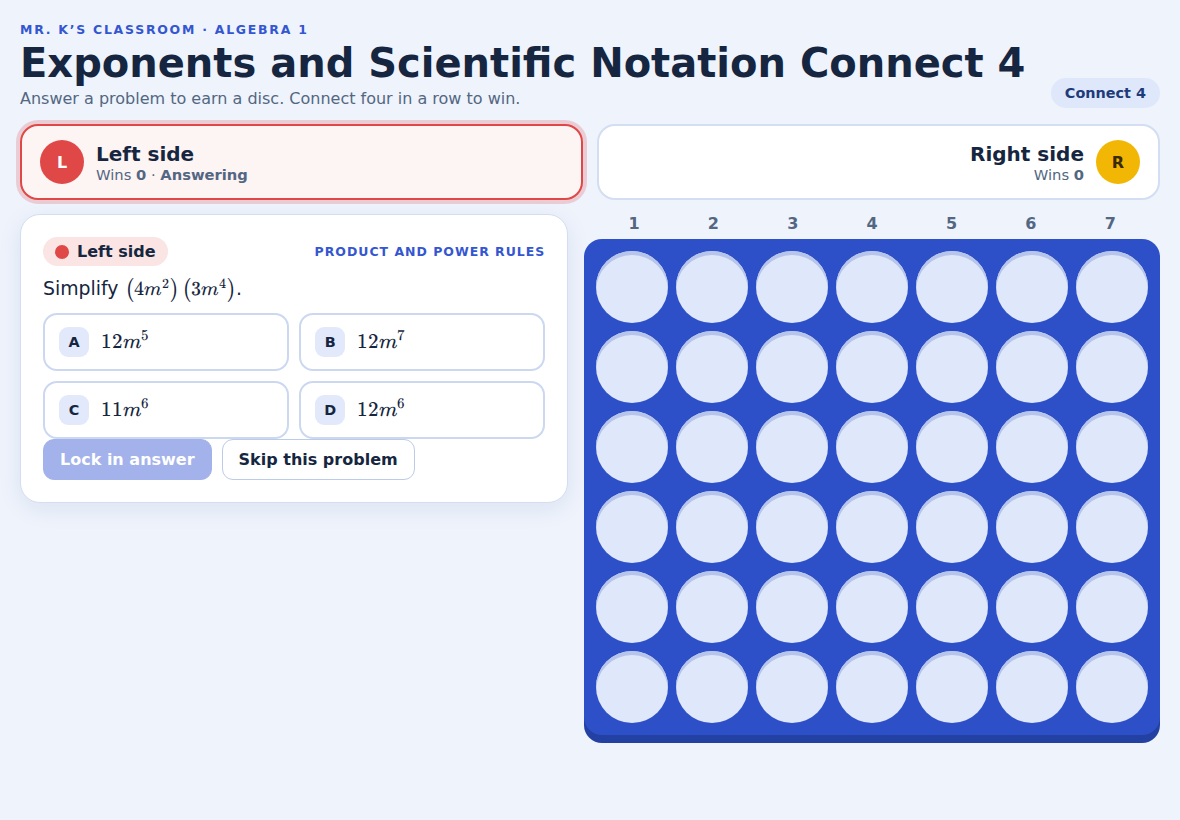 MR. K’S CLASSROOM · ALGEBRA 1
Exponents and Scientific Notation Connect 4
Answer a problem to earn a disc. Connect four in a row to win.
Connect 4
L
Left side
Wins 0 · Answering
Right side
Wins 0
R
Left side
PRODUCT AND POWER RULES
Simplify (4m²) (3m⁴).
A 12m⁵
B 12m⁷
C 11m⁶
D 12m⁶
Lock in answer
Skip this problem
1 2 3 4 5 6 7